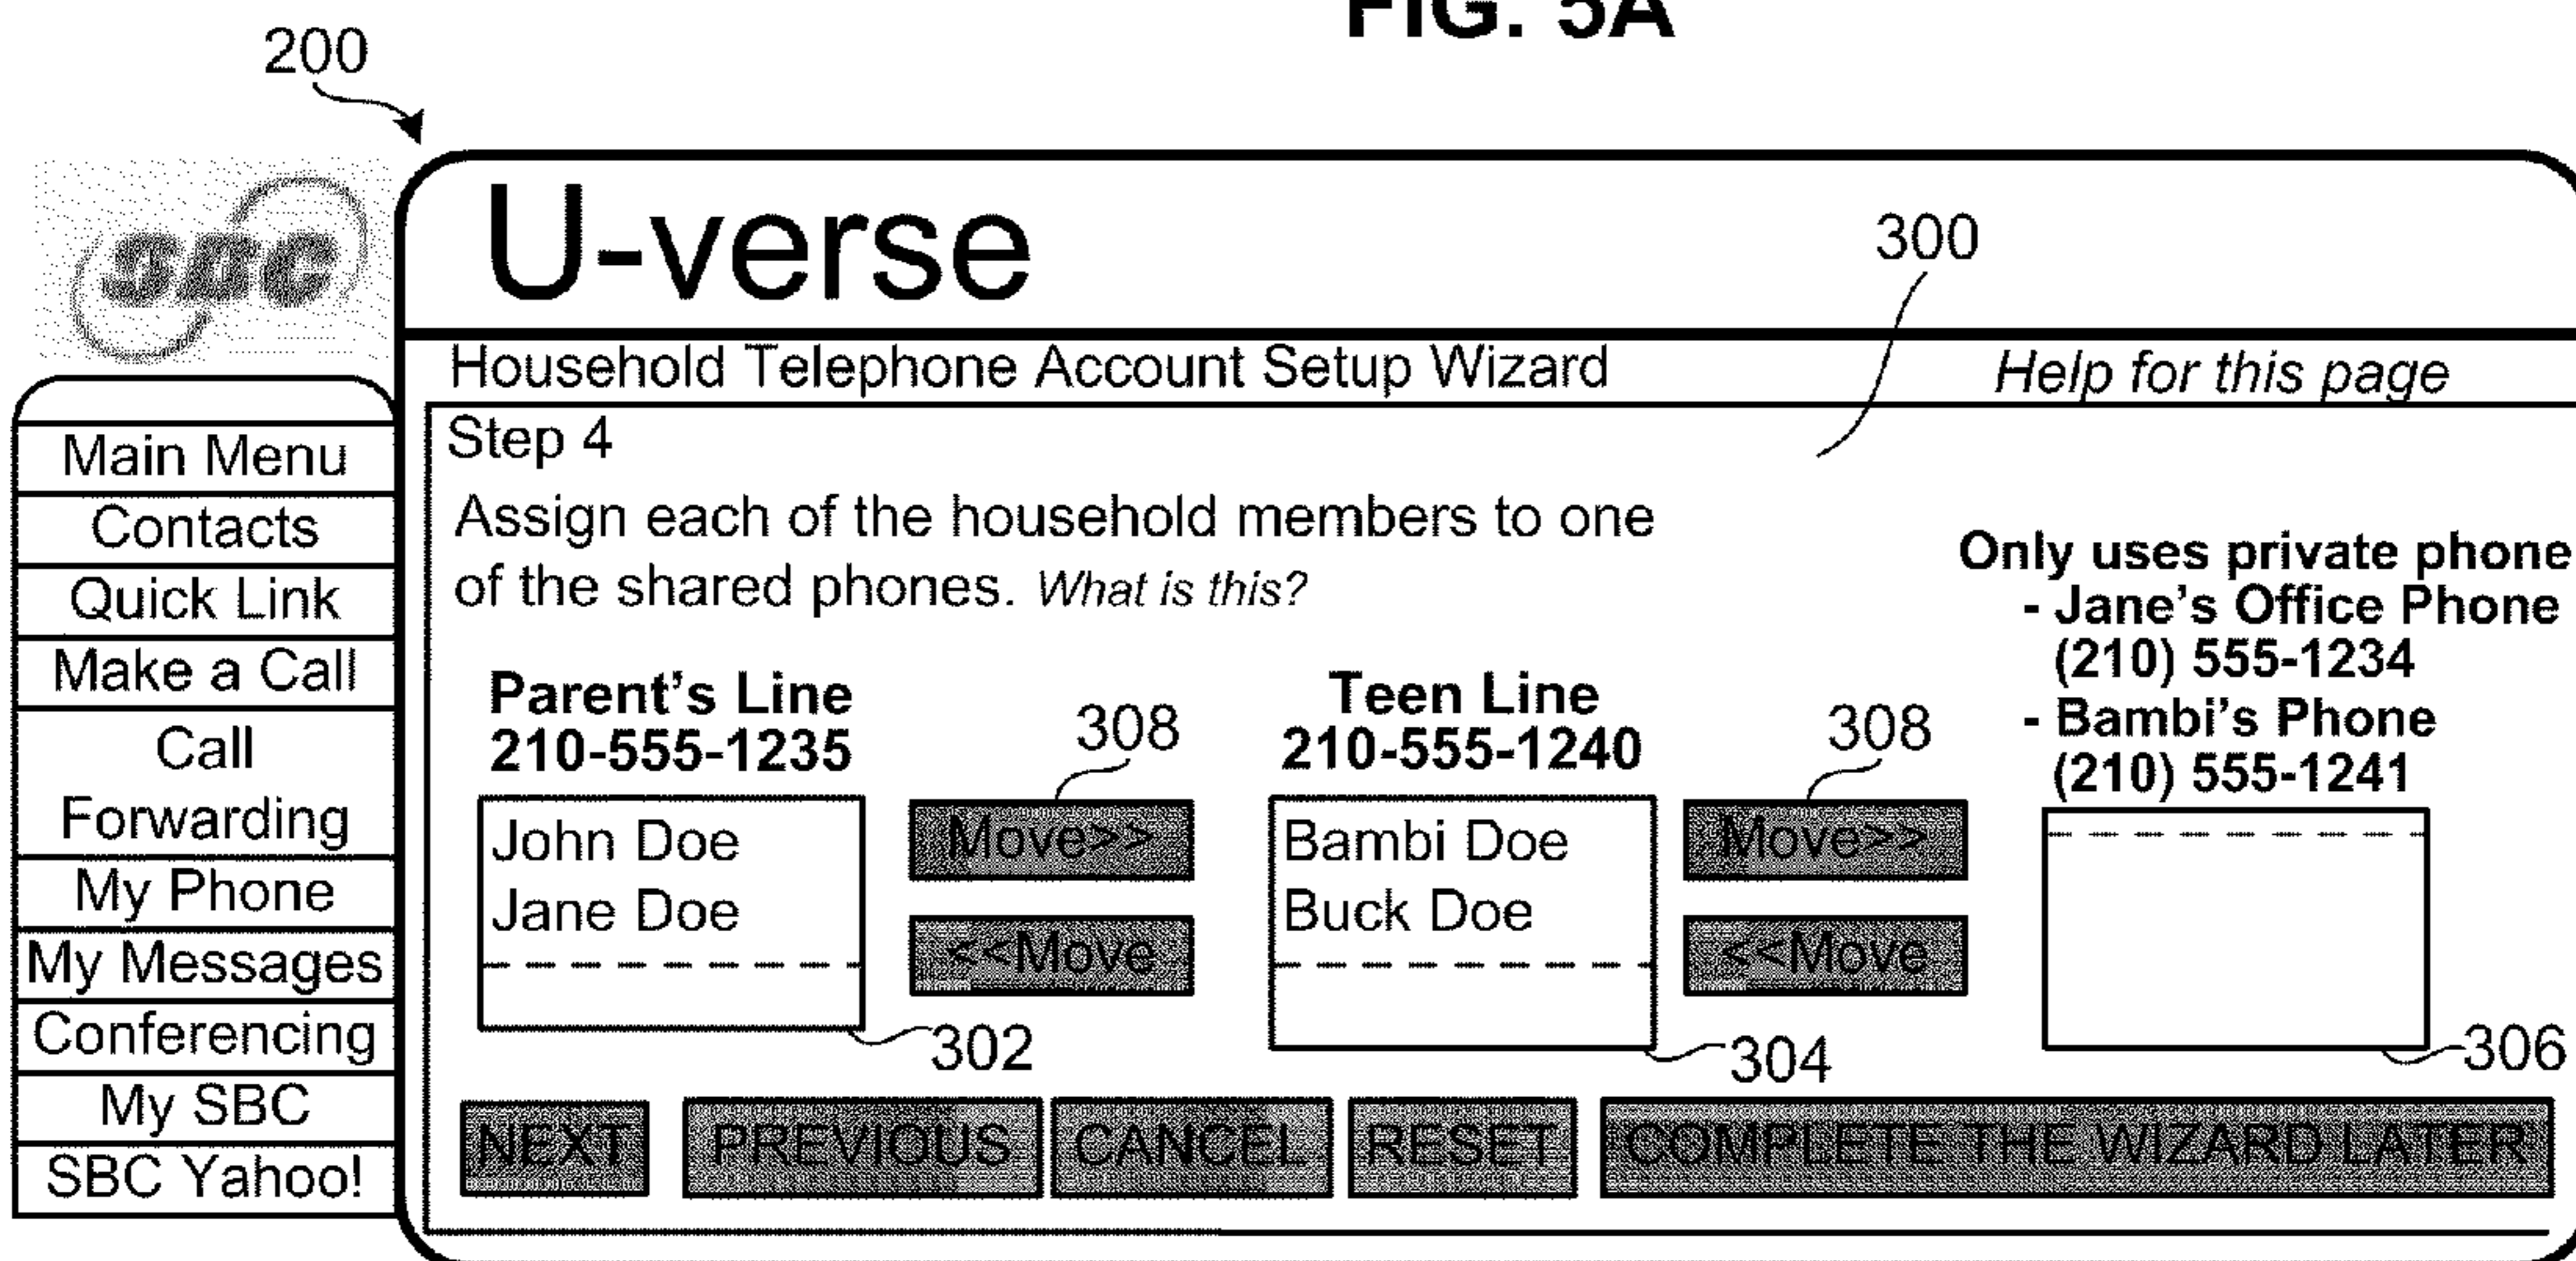 FIG. 5A
200
SBC
U-verse
300
Household Telephone Account Setup Wizard
Help for this page
Main Menu
Contacts
Quick Link
Make a Call
Call
Forwarding
My Phone
My Messages
Conferencing
My SBC
SBC Yahoo!
Step 4
Assign each of the household members to one
of the shared phones. What is this?
Parent's Line
210-555-1235
308
Teen Line
210-555-1240
308
Only uses private phone
- Jane's Office Phone
(210) 555-1234
- Bambi's Phone
(210) 555-1241
John Doe
Jane Doe
Move>>
<<Move
Bambi Doe
Buck Doe
Move>>
<<Move
302
304
306
NEXT
PREVIOUS
CANCEL
RESET
COMPLETE THE WIZARD LATER